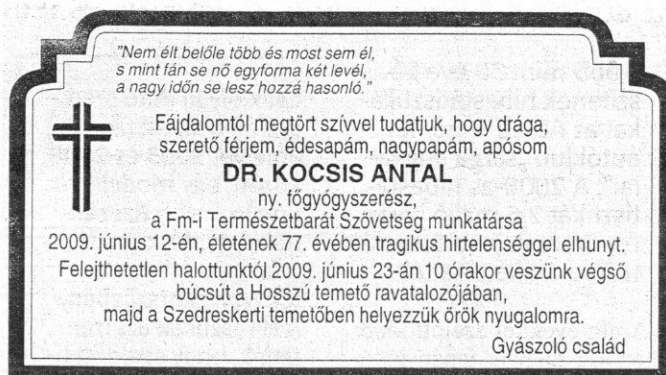 "Nem élt belőle több és most sem él,
s mint fán se nő egyforma két levél,
a nagy időn se lesz hozzá hasonló."
Fájdalomtól megtört szívvel tudatjuk, hogy drága,
szerető férjem, édesapám, nagypapám, apósom
DR. KOCSIS ANTAL
ny. főgyógyszerész,
a Fm-i Természetbarát Szövetség munkatársa
2009. június 12-én, életének 77. évében tragikus hirtelenséggel elhunyt.
Felejthetetlen halottunktól 2009. június 23-án 10 órakor veszünk végső
búcsút a Hosszú temető ravatalozójában,
majd a Szedreskerti temetőben helyezzük örök nyugalomra.
Gyászoló család